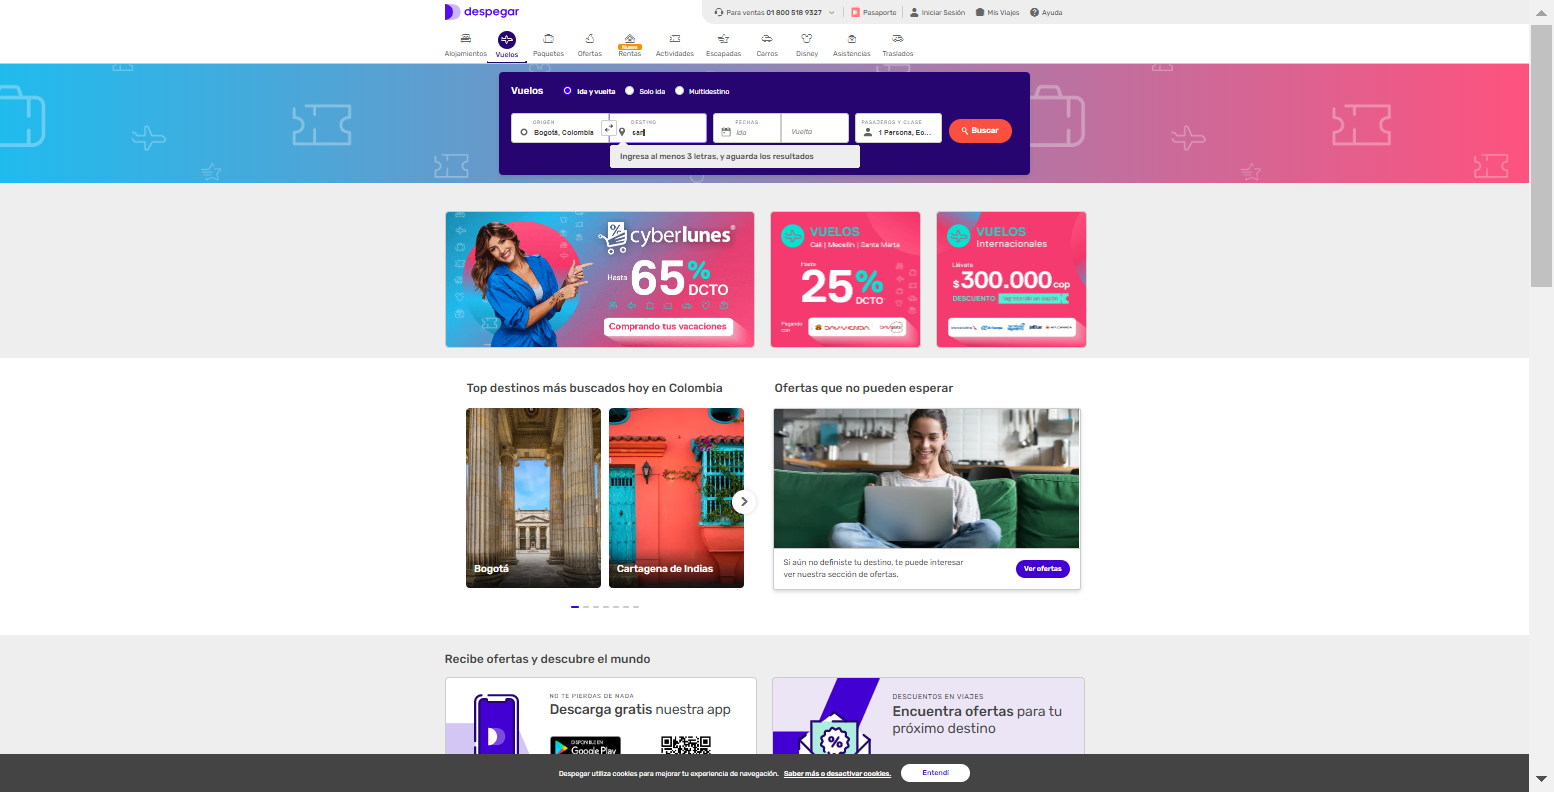 despegar
Para ventas 01 800 518 9327
Pasaporte
Iniciar Sesión
Mis Viajes
Ayuda
Alojamientos
Vuelos
Paquetes
Ofertas
Nuevo
Rentas
Actividades
Escapadas
Carros
Disney
Asistencias
Traslados
Vuelos
Ida y vuelta
Solo ida
Multidestino
ORIGEN
Bogotá, Colombia
DESTINO
san
FECHAS
Ida
Vuelta
PASAJEROS Y CLASE
1 Persona, Ec...
Buscar
Ingresa al menos 3 letras, y aguarda los resultados
cyberlunes®
Hasta 65% DCTO
Comprando tus vacaciones
VUELOS
Cali | Medellín | Santa Marta
Hasta
25% DCTO
Pagando con
DAVIVIENDA
VUELOS
Internacionales
Llévate
$300.000 COP
DESCUENTO Ingresando un cupón
Top destinos más buscados hoy en Colombia
Bogotá
Cartagena de Indias
Ofertas que no pueden esperar
Si aún no definiste tu destino, te puede interesar
ver nuestra sección de ofertas.
Ver ofertas
Recibe ofertas y descubre el mundo
NO TE PIERDAS DE NADA
Descarga gratis nuestra app
DISPONIBLE EN
Google Play
DESCUENTOS EN VIAJES
Encuentra ofertas para tu
próximo destino
Despegar utiliza cookies para mejorar tu experiencia de navegación. Saber más o desactivar cookies.
Entendí